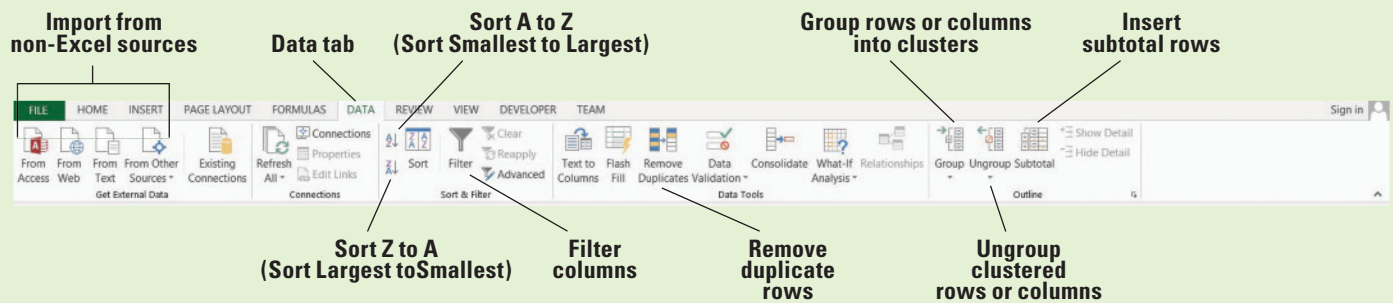 Import from
non-Excel sources
Data tab
Sort A to Z
(Sort Smallest to Largest)
Group rows or columns
into clusters
Insert
subtotal rows
FILE HOME INSERT PAGE LAYOUT FORMULAS DATA REVIEW VIEW DEVELOPER TEAM Sign in
From Access
From Web
From Text
From Other Sources
Get External Data
Existing Connections
Refresh All
Connections
Properties
Edit Links
Connections
Sort
Filter
Clear
Reapply
Advanced
Sort & Filter
Text to Columns
Flash Fill
Remove Duplicates
Data Validation
Consolidate
What-If Analysis
Relationships
Data Tools
Group
Ungroup
Subtotal
Show Detail
Hide Detail
Outline
Sort Z to A
(Sort Largest toSmallest)
Filter
columns
Remove
duplicate
rows
Ungroup
clustered
rows or columns